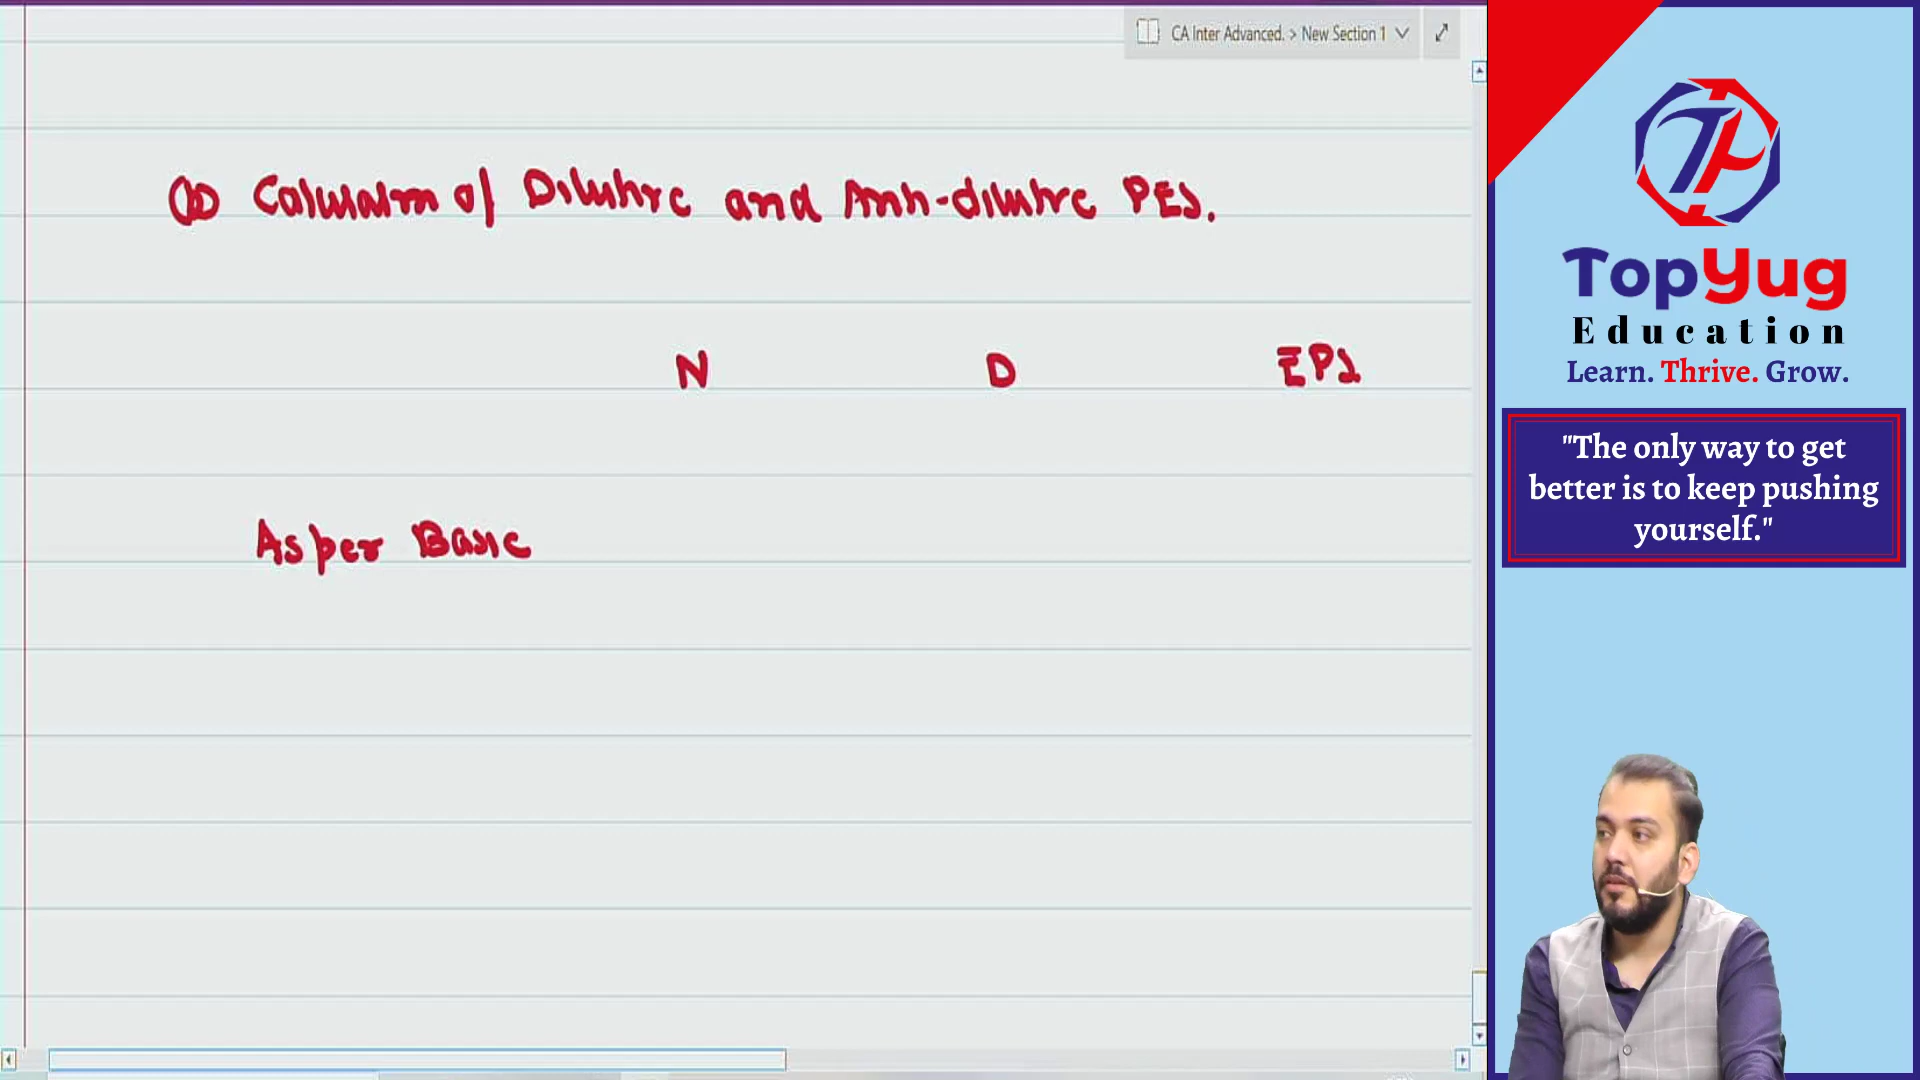 CA Inter Advanced. > New Section 1
(b) Calculation of Dilutive and Anti-dilutive PES.
N D EPS
As per Basic
TopYug
Education
Learn. Thrive. Grow.
"The only way to get
better is to keep pushing
yourself."